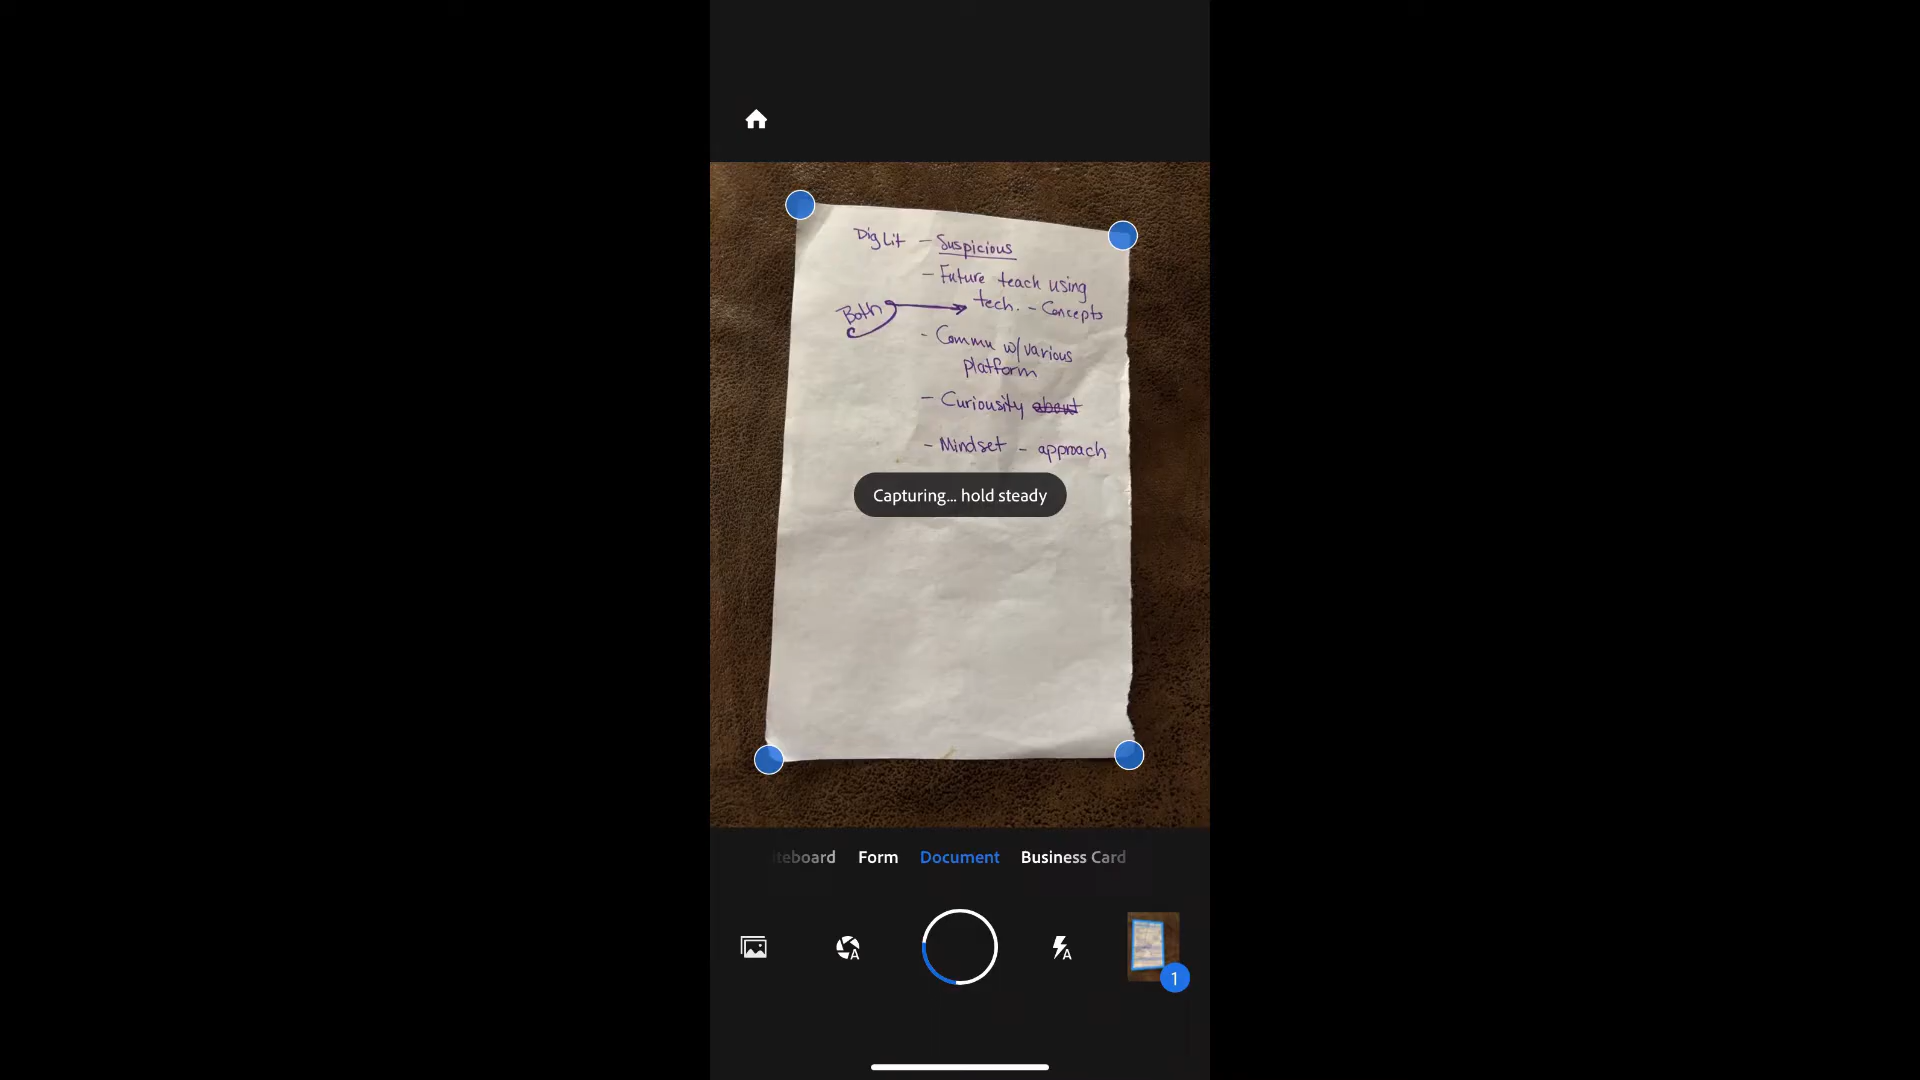 Dig Lit - Suspicious
- Future teach using
Both tech. - Concepts
- Commu w/various
platform
- Curiousity about
- Mindset - approach
Capturing... hold steady
iteboard Form Document Business Card
A A
1